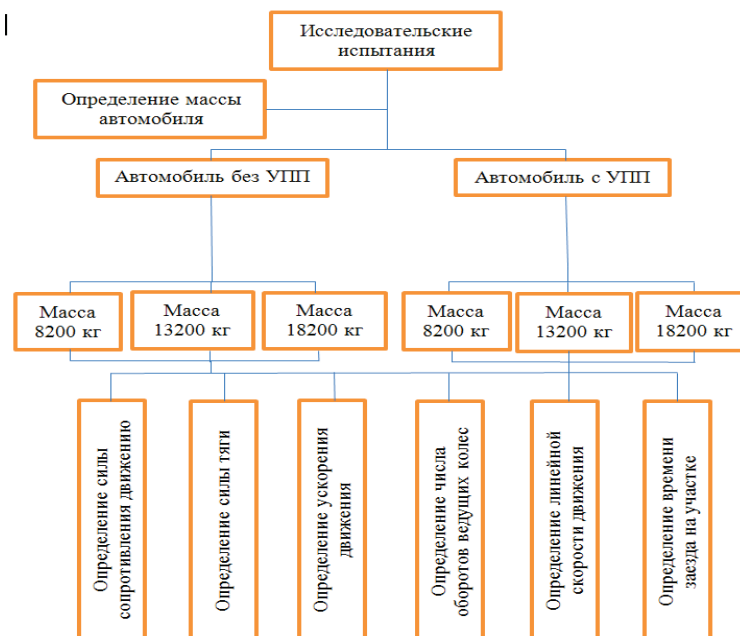 Исследовательские
испытания
Определение массы
автомобиля
Автомобиль без УПП
Автомобиль с УПП
Масса
8200 кг
Масса
13200 кг
Масса
18200 кг
Масса
8200 кг
Масса
13200 кг
Масса
18200 кг
Определение силы
сопротивления движению
Определение силы тяги
Определение ускорения
движения
Определение числа
оборотов ведущих колес
Определение линейной
скорости движения
Определение времени
заезда на участке